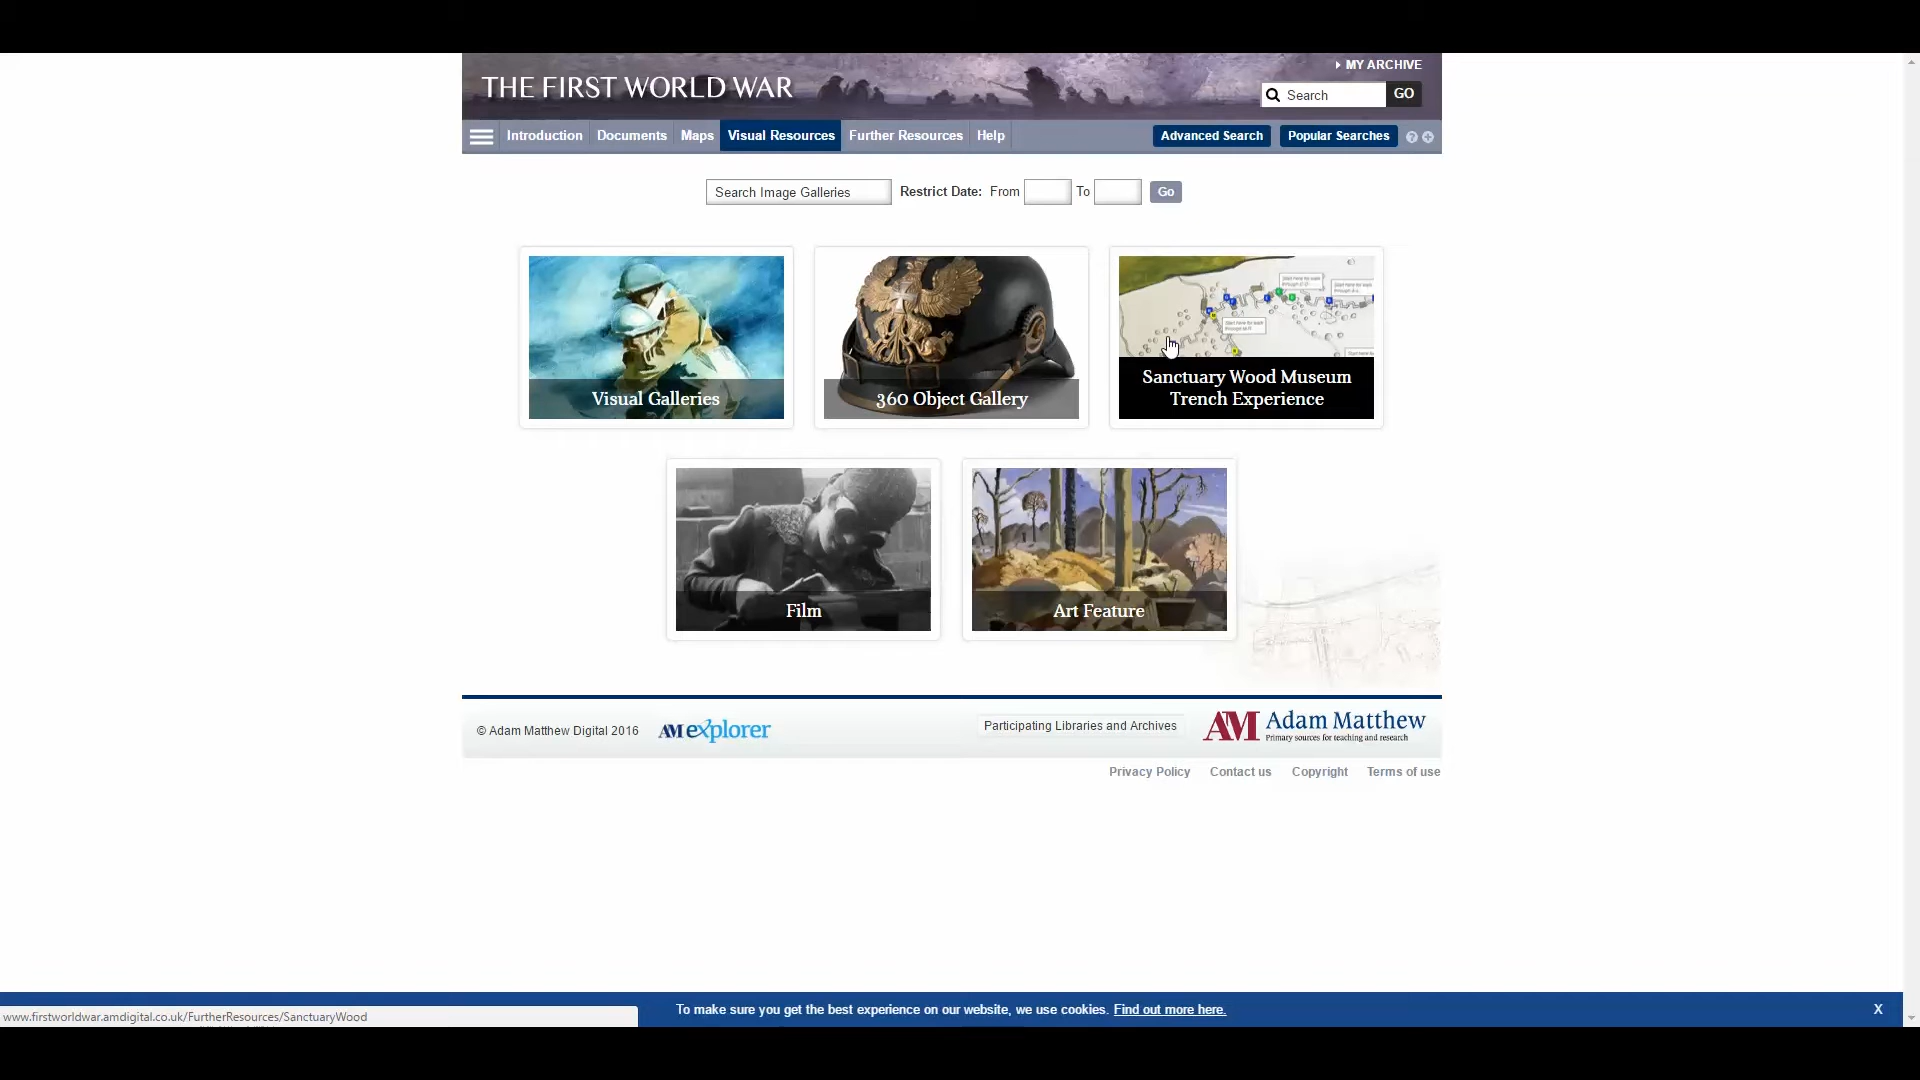 MY ARCHIVE
THE FIRST WORLD WAR
Search GO
Introduction Documents Maps Visual Resources Further Resources Help Advanced Search Popular Searches
Search Image Galleries Restrict Date: From To Go
Visual Galleries
360 Object Gallery
Sanctuary Wood Museum
Trench Experience
Film
Art Feature
© Adam Matthew Digital 2016 AM explorer Participating Libraries and Archives AM Adam Matthew
Primary sources for teaching and research
Privacy Policy Contact us Copyright Terms of use
To make sure you get the best experience on our website, we use cookies. Find out more here. X
www.firstworldwar.amdigital.co.uk/FurtherResources/SanctuaryWood